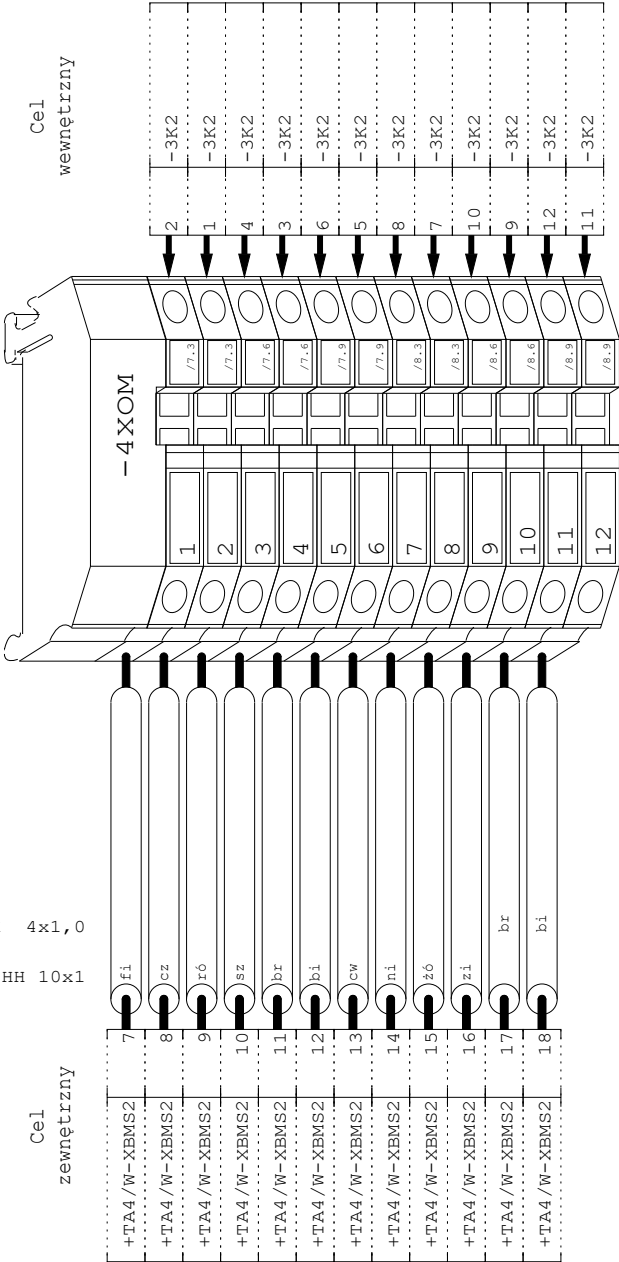 Cel
wewnętrzny
-3K2
-3K2
-3K2
-3K2
-3K2
-3K2
-3K2
-3K2
-3K2
-3K2
-3K2
-3K2
2
1
4
3
6
5
8
7
10
9
12
11
/7.3
/7.3
/7.6
/7.6
/7.9
/7.9
/8.3
/8.3
/8.6
/8.6
/8.9
/8.9
-4XOM
1
2
3
4
5
6
7
8
9
10
11
12
4x1,0
HH 10x1
fi
cz
ró
sz
br
bi
cw
ni
żó
zi
br
bi
7
8
9
10
11
12
13
14
15
16
17
18
Cel
zewnętrzny
+TA4/W-XBMS2
+TA4/W-XBMS2
+TA4/W-XBMS2
+TA4/W-XBMS2
+TA4/W-XBMS2
+TA4/W-XBMS2
+TA4/W-XBMS2
+TA4/W-XBMS2
+TA4/W-XBMS2
+TA4/W-XBMS2
+TA4/W-XBMS2
+TA4/W-XBMS2